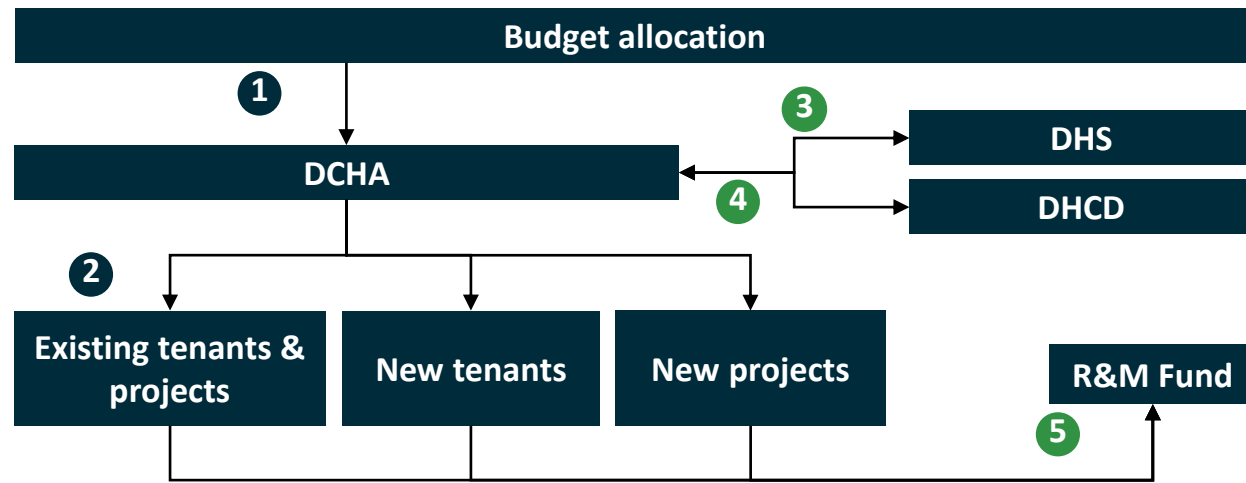 Budget allocation
1
3
DHS
DCHA
4
DHCD
2
Existing tenants &
projects
New tenants
New projects
R&M Fund
5